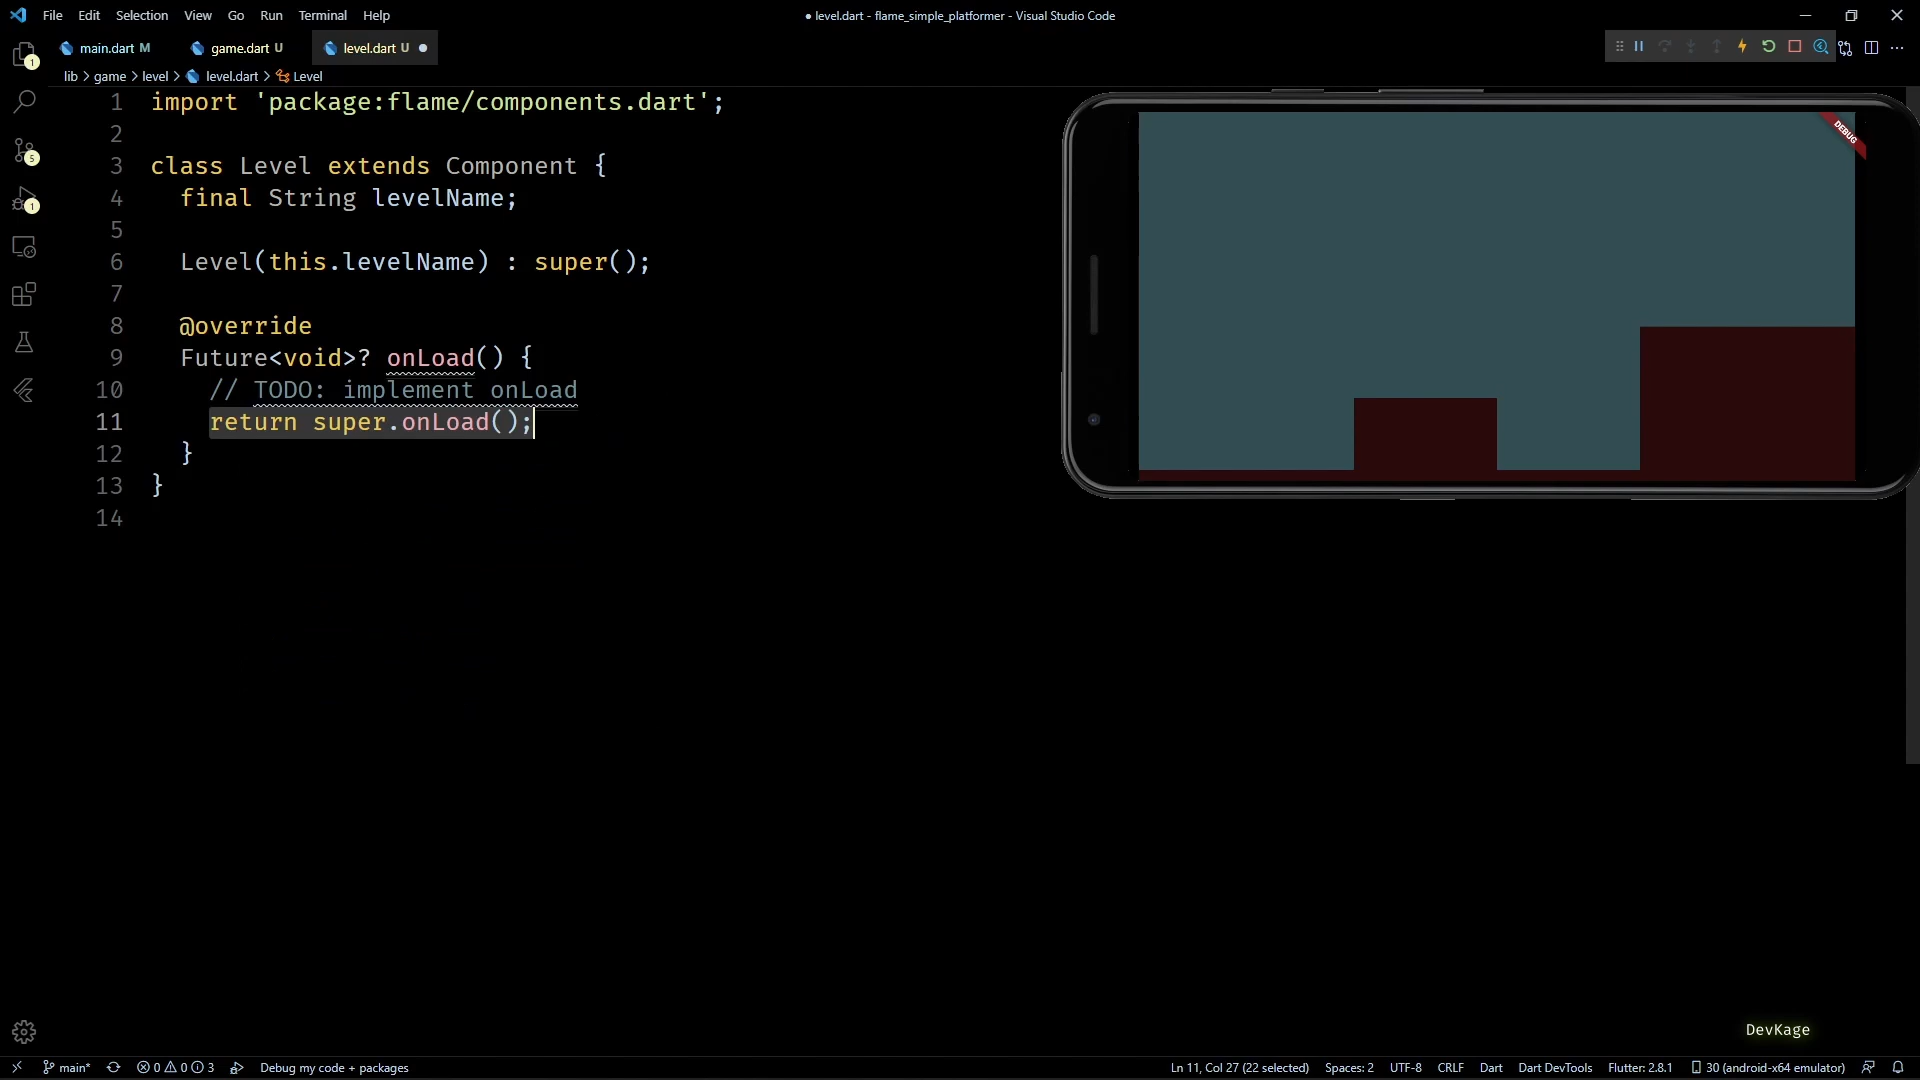 File Edit Selection View Go Run Terminal Help
● level.dart - flame_simple_platformer - Visual Studio Code
main.dart M
game.dart U
level.dart U
lib > game > level > level.dart > Level
1 import 'package:flame/components.dart';
2
3 class Level extends Component {
4 final String levelName;
5
6 Level(this.levelName) : super();
7
8 @override
9 Future<void>? onLoad() {
10 // TODO: implement onLoad
11 return super.onLoad();
12 }
13 }
14
1
5
1
DEBUG
DevKage
main* 0 0 3 Debug my code + packages
Ln 11, Col 27 (22 selected) Spaces: 2 UTF-8 CRLF Dart Dart DevTools Flutter: 2.8.1 30 (android-x64 emulator)